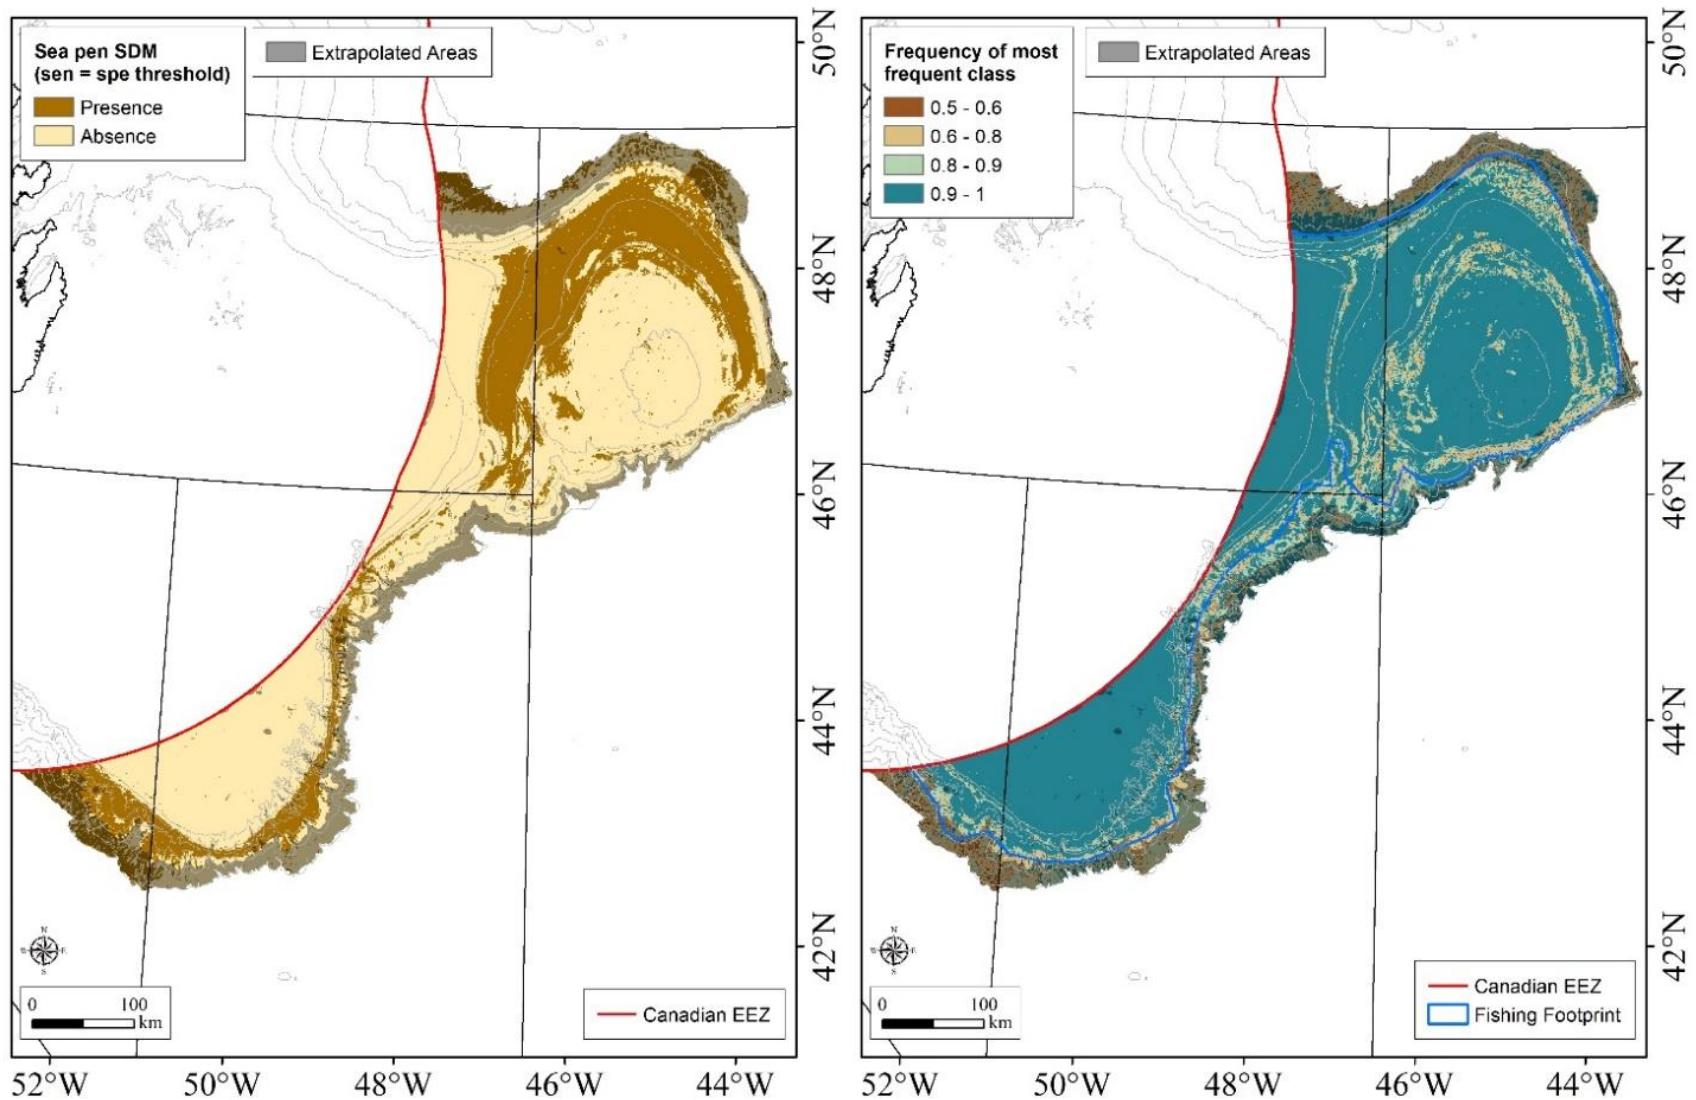 Sea pen SDM
(sen = spe threshold)
Presence
Absence
Extrapolated Areas
N
W
E
S
0 100
km
Canadian EEZ
52°W 50°W 48°W 46°W 44°W
50°N
48°N
46°N
44°N
42°N
Frequency of most
frequent class
0.5 - 0.6
0.6 - 0.8
0.8 - 0.9
0.9 - 1
Extrapolated Areas
N
W
E
S
0 100
km
Canadian EEZ
Fishing Footprint
52°W 50°W 48°W 46°W 44°W
50°N
48°N
46°N
44°N
42°N